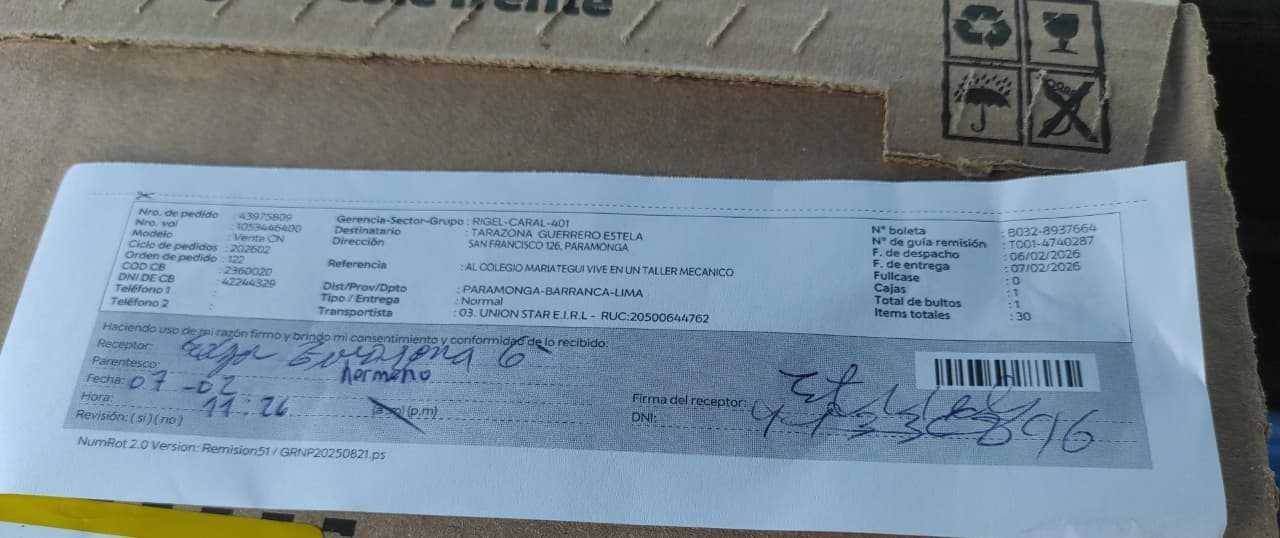 este frente
Nro. de pedido : 43975809
Nro. vol : 1053446400
Modelo : Venta CN
Ciclo de pedidos : 202602
Orden de pedido : 122
COD CB : 2360020
DNI DE CB : 42244329
Teléfono 1 :
Teléfono 2 :
Gerencia-Sector-Grupo : RIGEL-CARAL-401
Destinatario : TARAZONA GUERRERO ESTELA
Dirección SAN FRANCISCO 126, PARAMONGA
Referencia : AL COLEGIO MARIATEGUI VIVE EN UN TALLER MECANICO
Dist/Prov/Dpto : PARAMONGA-BARRANCA-LIMA
Tipo / Entrega : Normal
Transportista : 03. UNION STAR E.I.R.L - RUC:20500644762
N° boleta : B032-8937664
N° de guía remisión : T001-4740287
F. de despacho : 06/02/2026
F. de entrega : 07/02/2026
Fullcase : 0
Cajas : 1
Total de bultos : 1
Items totales : 30
Haciendo uso de mi razón firmo y brindo mi consentimiento y conformidad de lo recibido:
Receptor: G
Parentesco: hermano
Fecha: 07-02
Hora: 11:26 (a.m) (p.m)
Revisión: ( si ) ( no )
Firma del receptor:
DNI:
NumRot 2.0 Version: Remision51 / GRNP20250821.ps